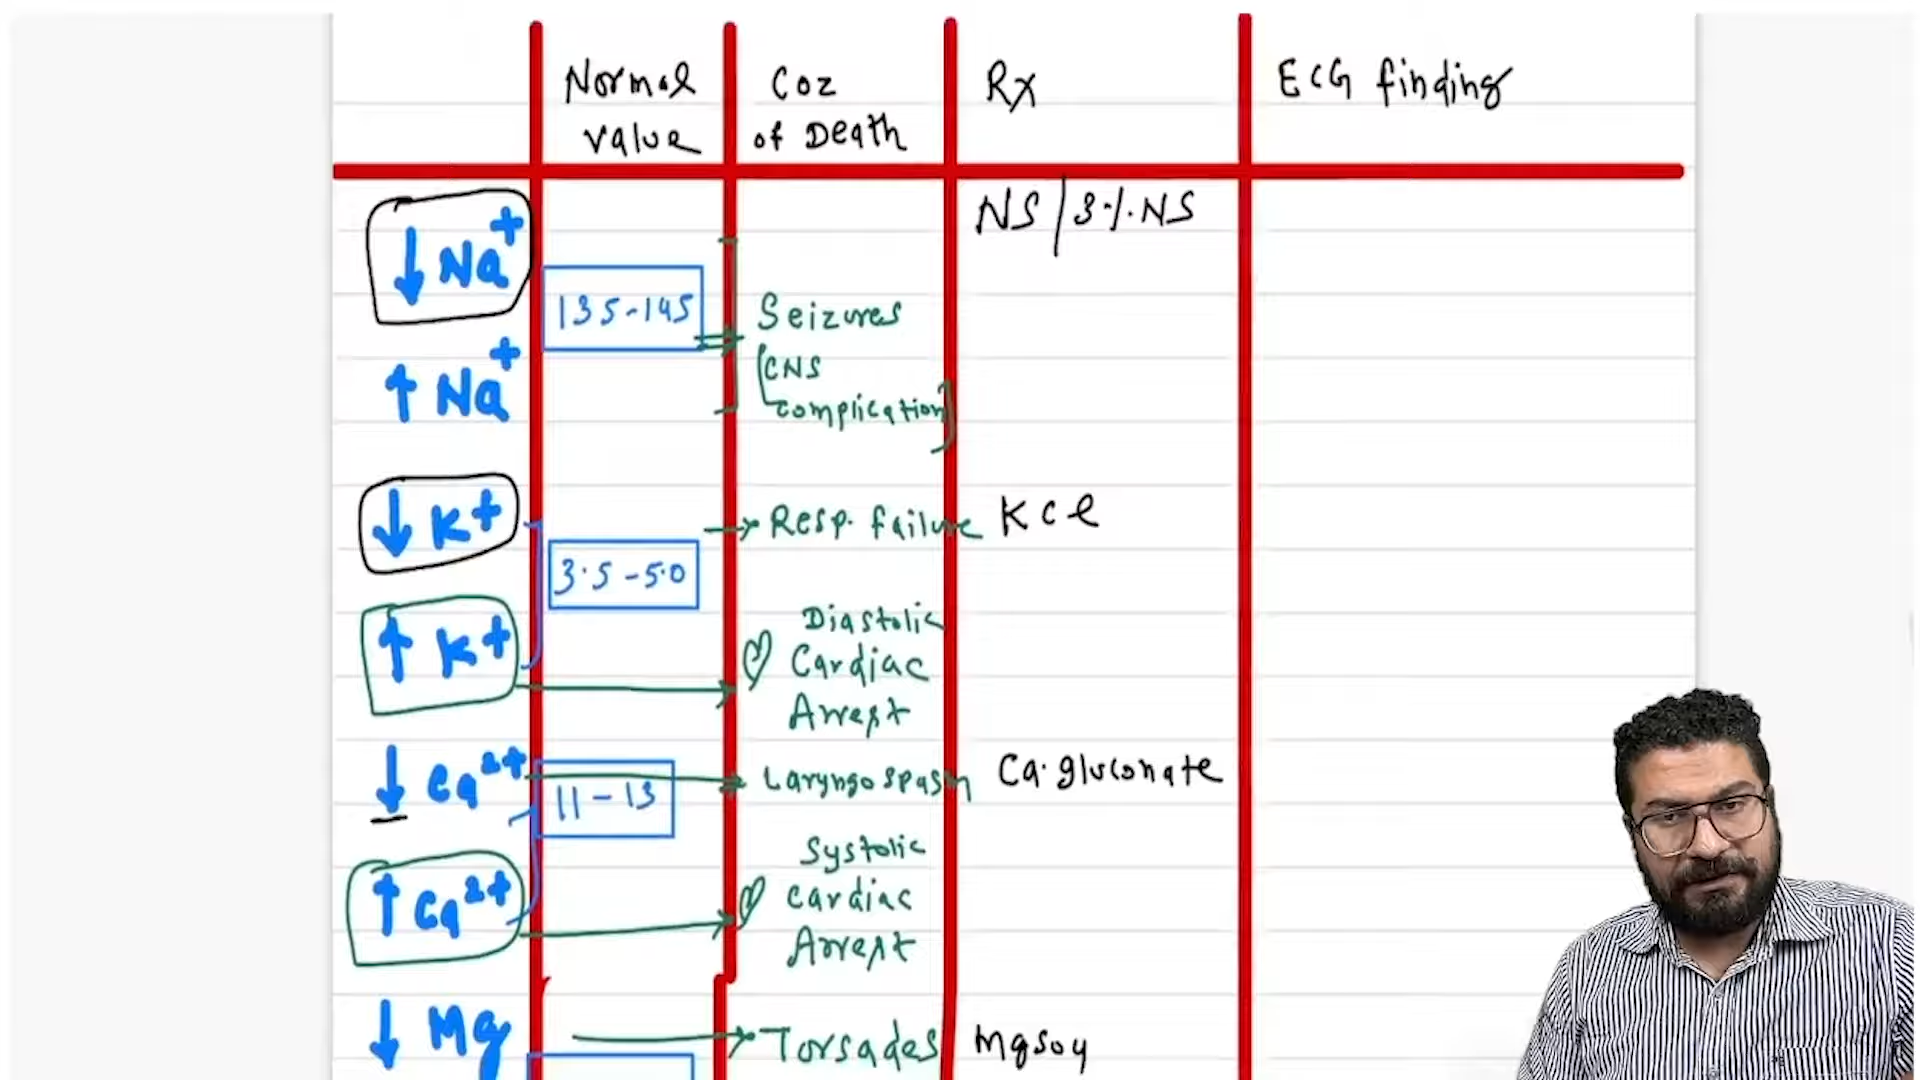 Normal value
Coz of Death
Rx
ECG finding
↓ Na+
135-145
Seizures
(CNS complication)
NS / 3% NS
↑ Na+
↓ K+
3.5-5.0
Resp. failure
KCl
↑ K+
Diastolic Cardiac Arrest
↓ Ca2+
11-13
Laryngospasm
Ca. gluconate
↑ Ca2+
Systolic Cardiac Arrest
↓ Mg
Torsades
MgSO4